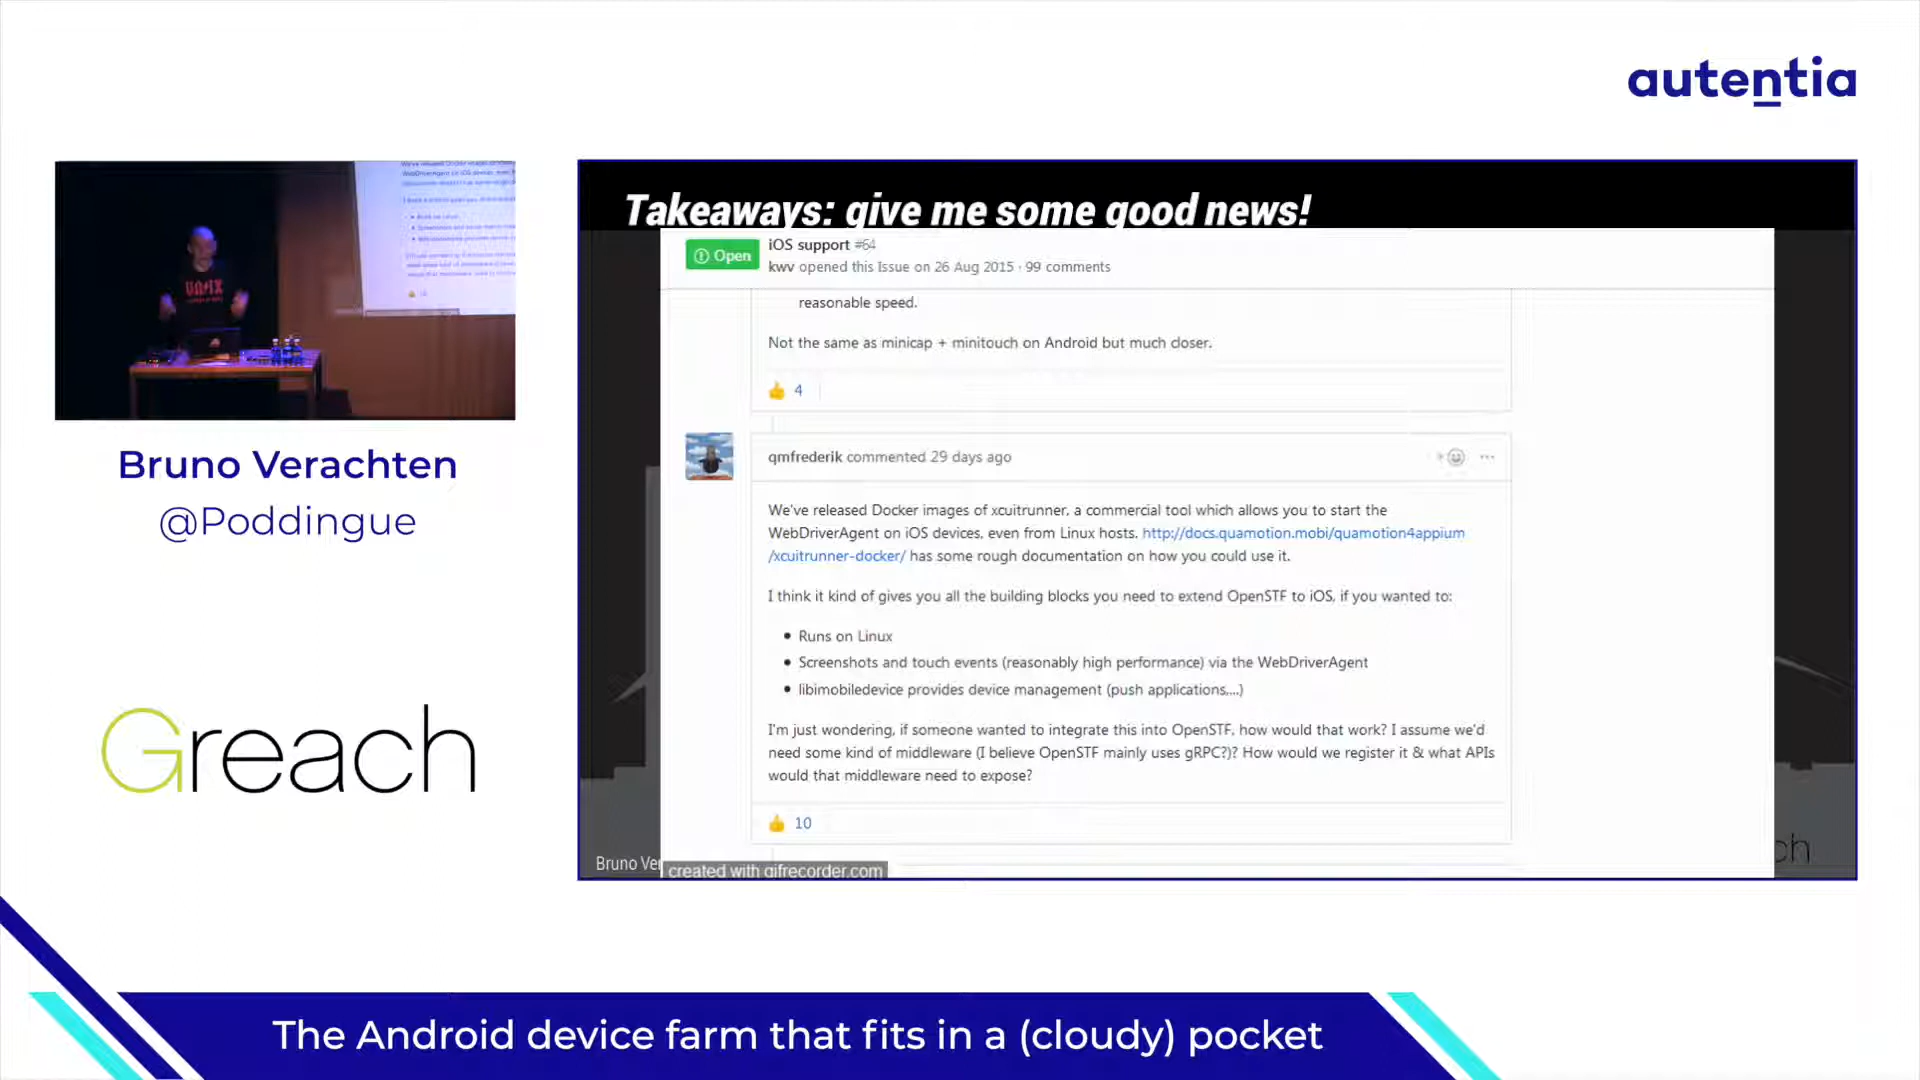 autentia
Takeaways: give me some good news!
Open
iOS support #64
kwv opened this Issue on 26 Aug 2015 · 99 comments
reasonable speed.
Not the same as minicap + minitouch on Android but much closer.
4
qmfrederik commented 29 days ago
We've released Docker images of xcuitrunner, a commercial tool which allows you to start the
WebDriverAgent on iOS devices, even from Linux hosts. http://docs.quamotion.mobi/quamotion4appium
/xcuitrunner-docker/ has some rough documentation on how you could use it.
I think it kind of gives you all the building blocks you need to extend OpenSTF to iOS, if you wanted to:
• Runs on Linux
• Screenshots and touch events (reasonably high performance) via the WebDriverAgent
• libimobiledevice provides device management (push applications,...)
I'm just wondering, if someone wanted to integrate this into OpenSTF, how would that work? I assume we'd
need some kind of middleware (I believe OpenSTF mainly uses gRPC?)? How would we register it & what APIs
would that middleware need to expose?
10
Bruno Ver
created with gifrecorder.com
ch
Bruno Verachten
@Poddingue
Greach
The Android device farm that fits in a (cloudy) pocket